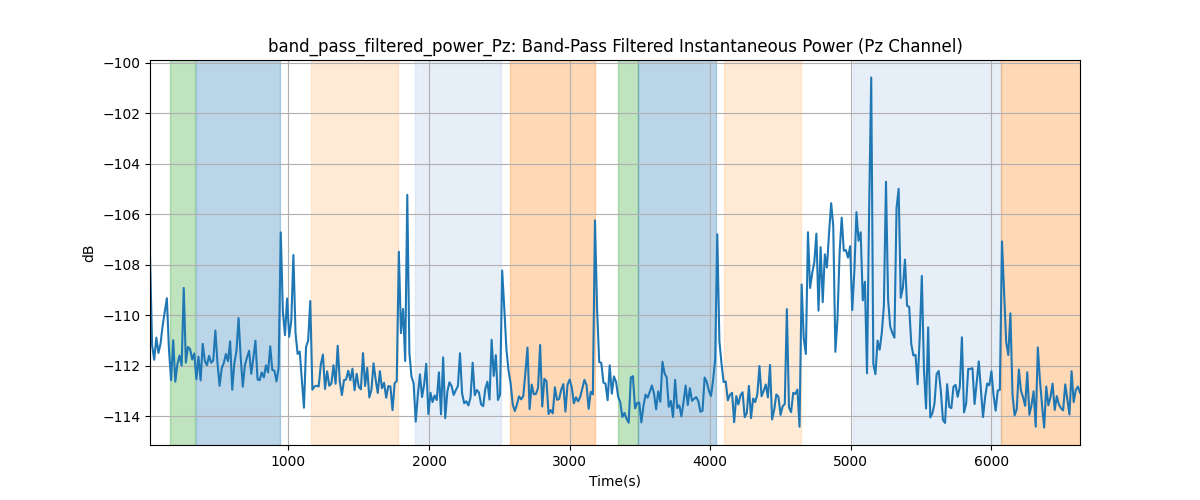 band_pass_filtered_power_Pz: Band-Pass Filtered Instantaneous Power (Pz Channel)
−100
−102
−104
−106
−108
−110
−112
−114
dB
1000 2000 3000 4000 5000 6000
Time(s)